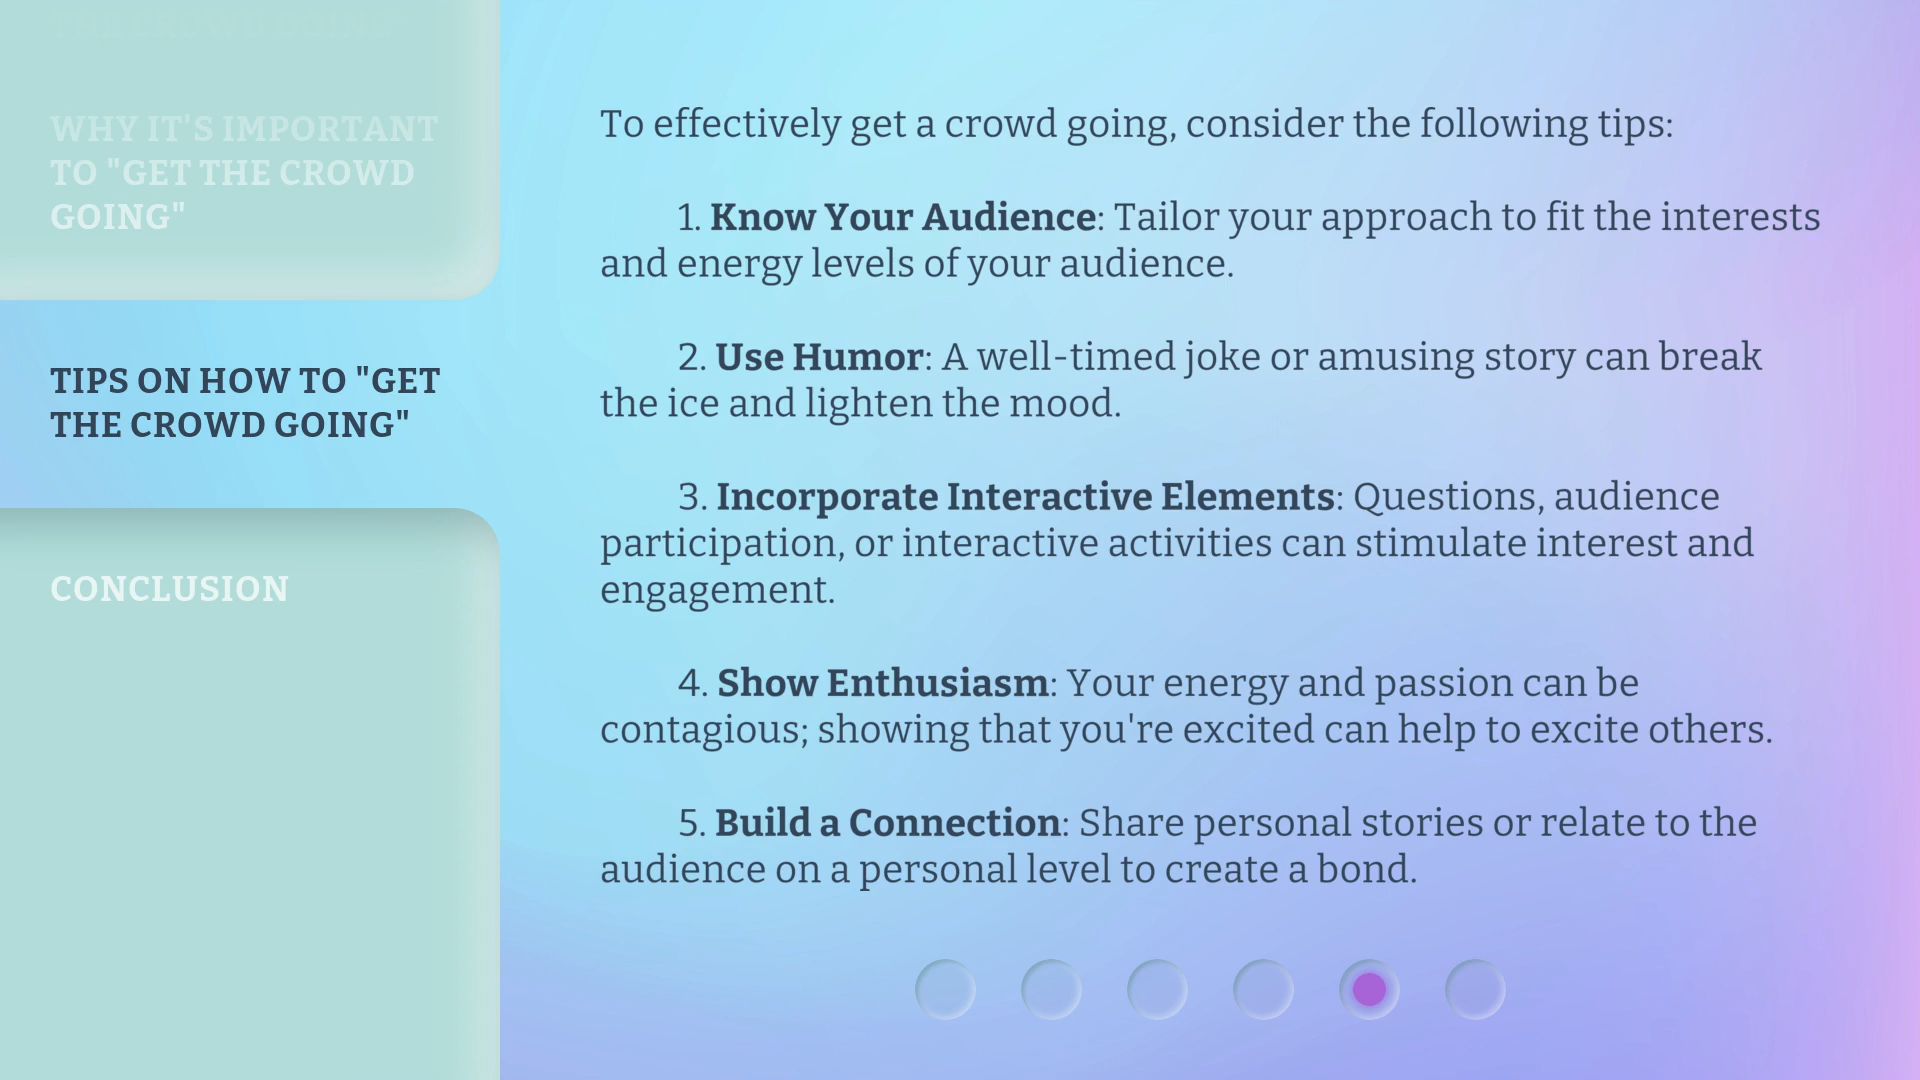 THE CROWD GOING"
WHY IT'S IMPORTANT
TO "GET THE CROWD
GOING"
TIPS ON HOW TO "GET
THE CROWD GOING"
CONCLUSION
To effectively get a crowd going, consider the following tips:
1. Know Your Audience: Tailor your approach to fit the interests
and energy levels of your audience.
2. Use Humor: A well-timed joke or amusing story can break
the ice and lighten the mood.
3. Incorporate Interactive Elements: Questions, audience
participation, or interactive activities can stimulate interest and
engagement.
4. Show Enthusiasm: Your energy and passion can be
contagious; showing that you're excited can help to excite others.
5. Build a Connection: Share personal stories or relate to the
audience on a personal level to create a bond.